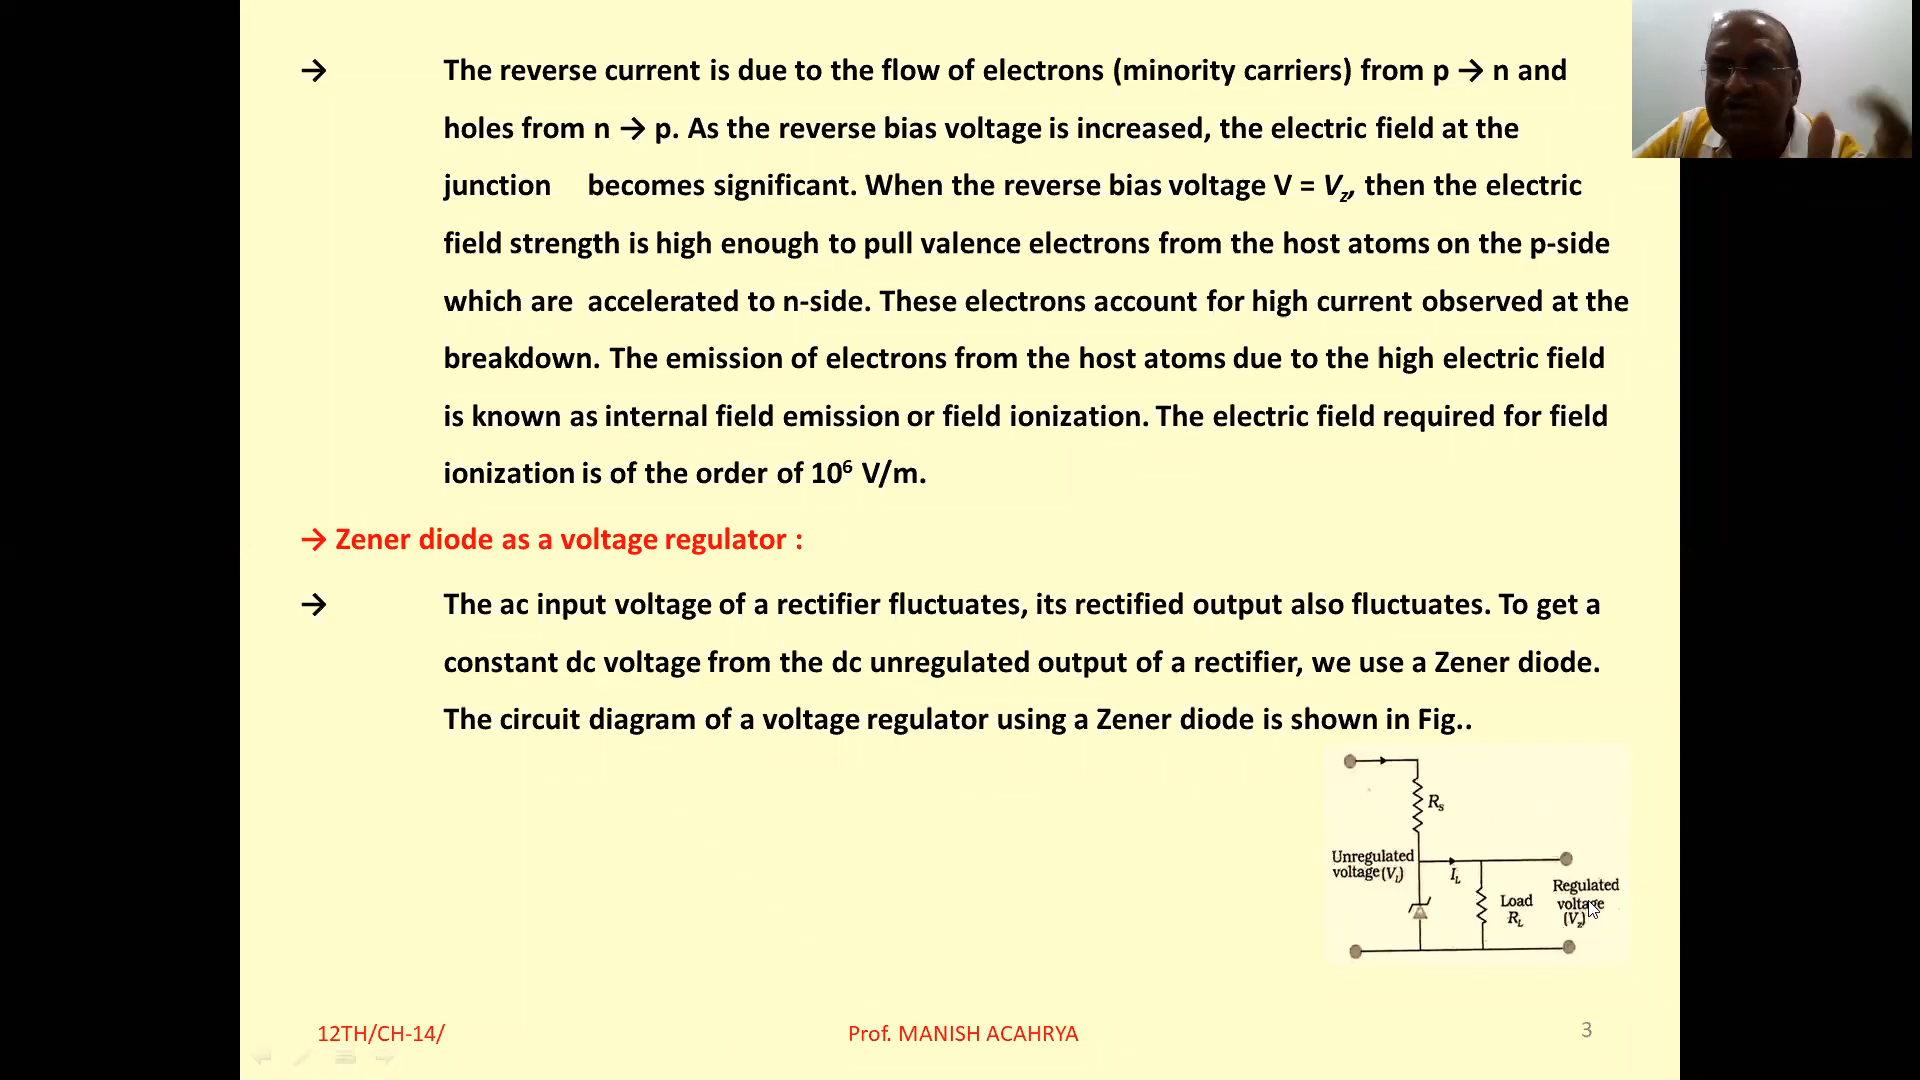 → The reverse current is due to the flow of electrons (minority carriers) from p → n and
holes from n → p. As the reverse bias voltage is increased, the electric field at the
junction becomes significant. When the reverse bias voltage V = Vz, then the electric
field strength is high enough to pull valence electrons from the host atoms on the p-side
which are accelerated to n-side. These electrons account for high current observed at the
breakdown. The emission of electrons from the host atoms due to the high electric field
is known as internal field emission or field ionization. The electric field required for field
ionization is of the order of 10⁶ V/m.
→ Zener diode as a voltage regulator :
→ The ac input voltage of a rectifier fluctuates, its rectified output also fluctuates. To get a
constant dc voltage from the dc unregulated output of a rectifier, we use a Zener diode.
The circuit diagram of a voltage regulator using a Zener diode is shown in Fig..
Rs
Unregulated
voltage(VL)
IL
Load
RL
Regulated
voltage
(Vz)
12TH/CH-14/
Prof. MANISH ACAHRYA
3